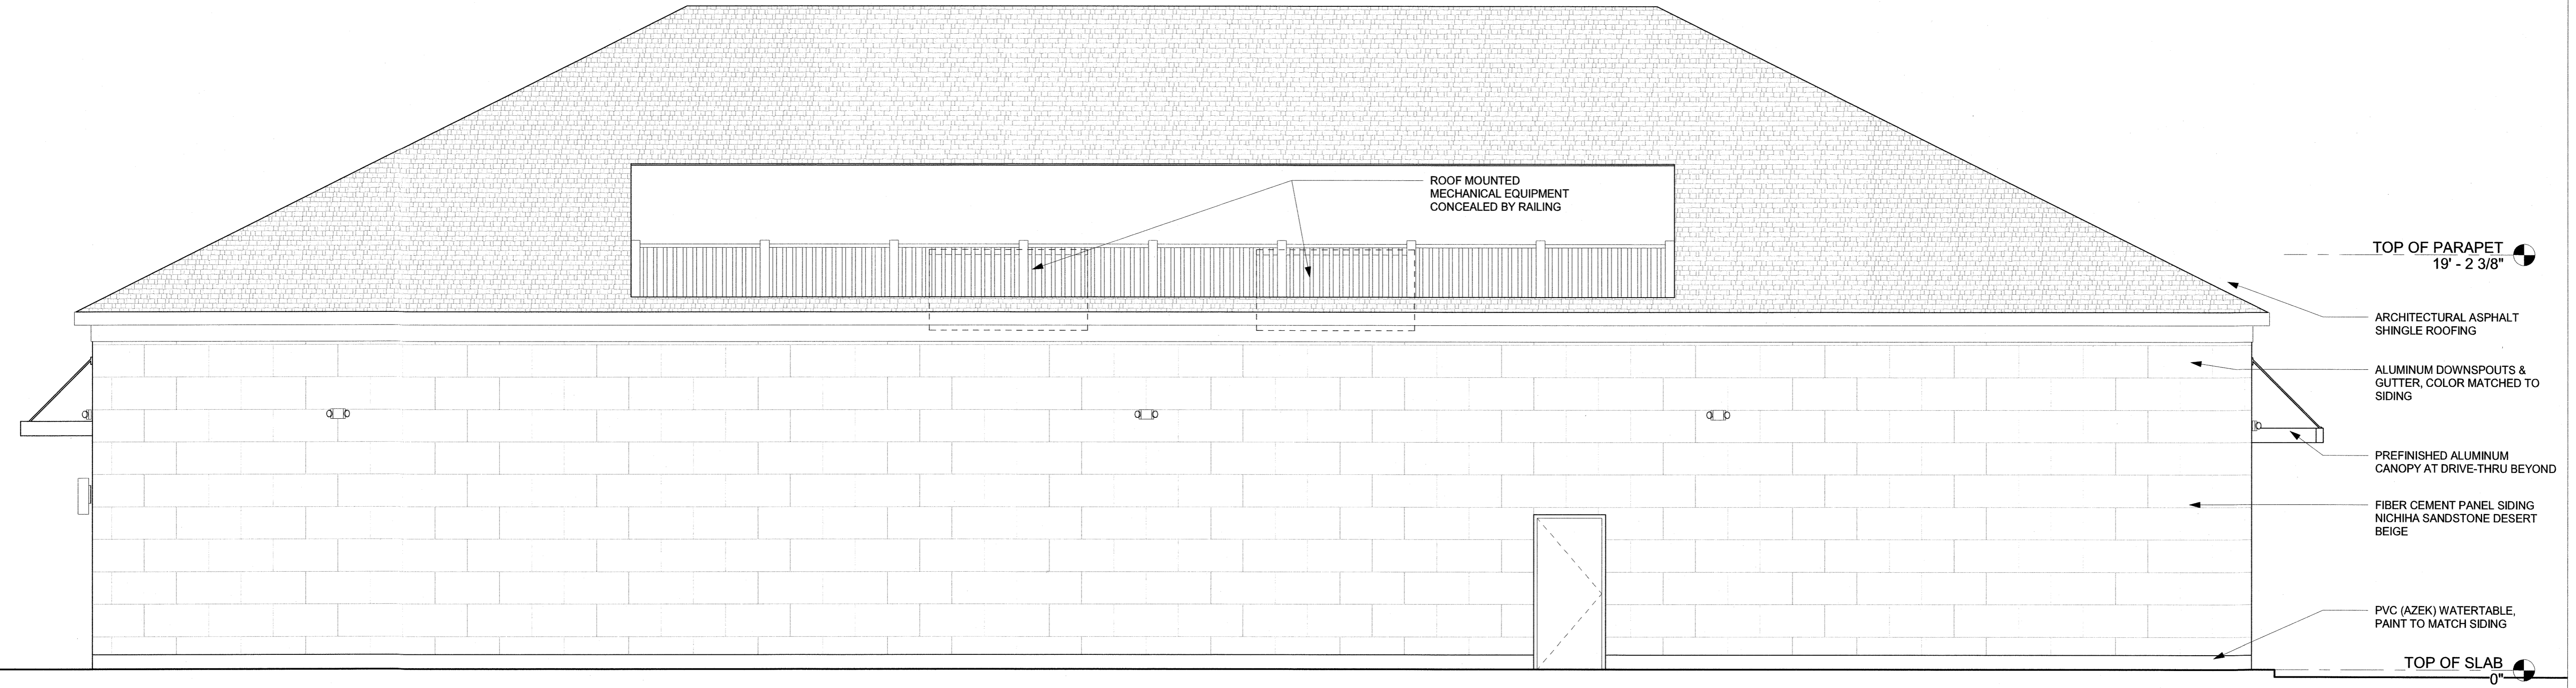 ROOF MOUNTED
MECHANICAL EQUIPMENT
CONCEALED BY RAILING
TOP OF PARAPET
19' - 2 3/8"
ARCHITECTURAL ASPHALT
SHINGLE ROOFING
ALUMINUM DOWNSPOUTS &
GUTTER, COLOR MATCHED TO
SIDING
PREFINISHED ALUMINUM
CANOPY AT DRIVE-THRU BEYOND
FIBER CEMENT PANEL SIDING
NICHIHA SANDSTONE DESERT
BEIGE
PVC (AZEK) WATERTABLE,
PAINT TO MATCH SIDING
TOP OF SLAB
0"